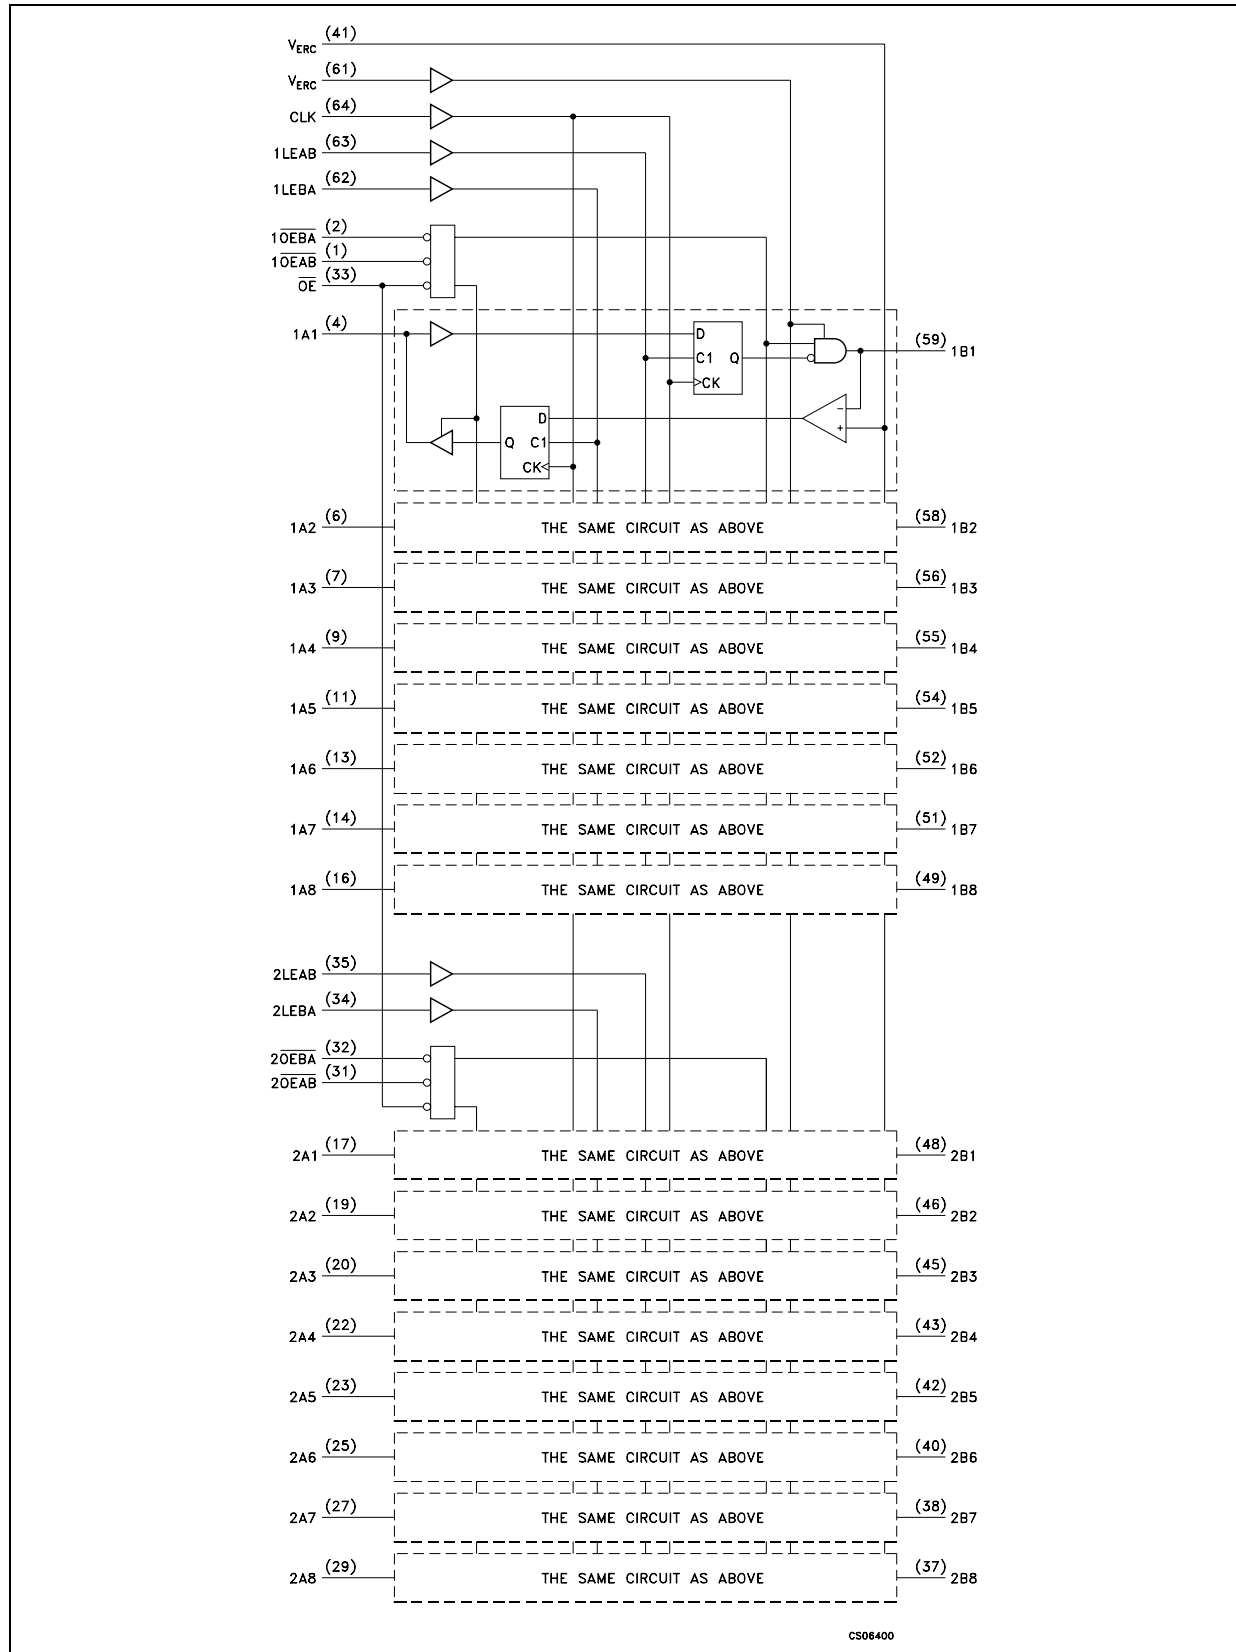 VERC (41)
VERC (61)
CLK (64)
1LEAB (63)
1LEBA (62)
1OEBA (2)
1OEAB (1)
OE (33)
1A1 (4)
D
C1 Q
CK
(59) 1B1
-
+
D
Q C1
CK
1A2 (6) THE SAME CIRCUIT AS ABOVE (58) 1B2
1A3 (7) THE SAME CIRCUIT AS ABOVE (56) 1B3
1A4 (9) THE SAME CIRCUIT AS ABOVE (55) 1B4
1A5 (11) THE SAME CIRCUIT AS ABOVE (54) 1B5
1A6 (13) THE SAME CIRCUIT AS ABOVE (52) 1B6
1A7 (14) THE SAME CIRCUIT AS ABOVE (51) 1B7
1A8 (16) THE SAME CIRCUIT AS ABOVE (49) 1B8
2LEAB (35)
2LEBA (34)
2OEBA (32)
2OEAB (31)
2A1 (17) THE SAME CIRCUIT AS ABOVE (48) 2B1
2A2 (19) THE SAME CIRCUIT AS ABOVE (46) 2B2
2A3 (20) THE SAME CIRCUIT AS ABOVE (45) 2B3
2A4 (22) THE SAME CIRCUIT AS ABOVE (43) 2B4
2A5 (23) THE SAME CIRCUIT AS ABOVE (42) 2B5
2A6 (25) THE SAME CIRCUIT AS ABOVE (40) 2B6
2A7 (27) THE SAME CIRCUIT AS ABOVE (38) 2B7
2A8 (29) THE SAME CIRCUIT AS ABOVE (37) 2B8
CS06400